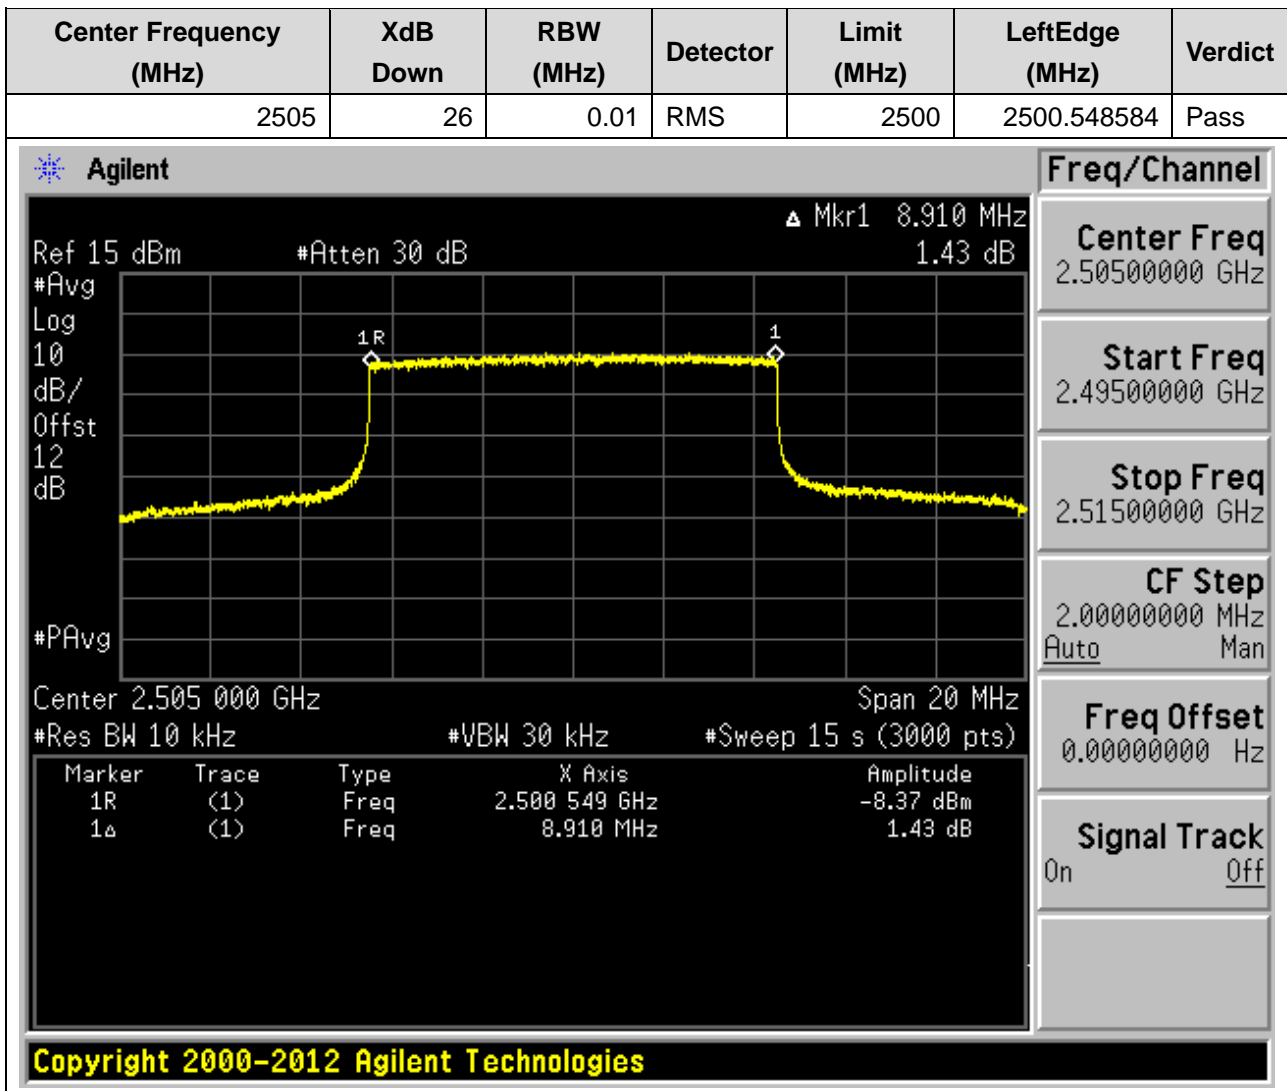 Center Frequency (MHz) XdB Down RBW (MHz) Detector Limit (MHz) LeftEdge (MHz) Verdict
2505 26 0.01 RMS 2500 2500.548584 Pass
Agilent
Freq/Channel
Δ Mkr1 8.910 MHz
Ref 15 dBm #Atten 30 dB 1.43 dB
#Avg
Log
10
dB/
Offst
12
dB
#PAvg
1R
1
Center 2.505 000 GHz Span 20 MHz
#Res BW 10 kHz #VBW 30 kHz #Sweep 15 s (3000 pts)
Marker Trace Type X Axis Amplitude
1R (1) Freq 2.500 549 GHz -8.37 dBm
1Δ (1) Freq 8.910 MHz 1.43 dB
Center Freq
2.50500000 GHz
Start Freq
2.49500000 GHz
Stop Freq
2.51500000 GHz
CF Step
2.00000000 MHz
Auto Man
Freq Offset
0.00000000 Hz
Signal Track
On Off
Copyright 2000-2012 Agilent Technologies